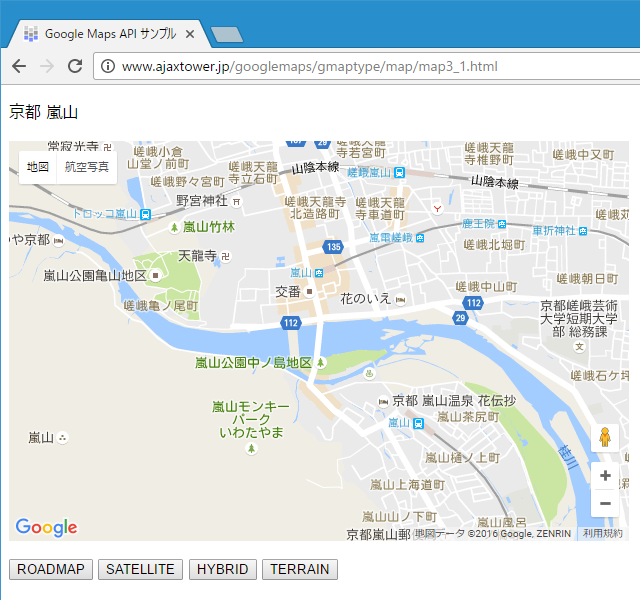 Google Maps API サンプル
www.ajaxtower.jp/googlemaps/gmaptype/map/map3_1.html
京都 嵐山
地図
航空写真
常寂光寺
嵯峨小倉
山堂ノ前町
嵯峨天龍
寺立石町
嵯峨天龍
寺若宮町
山陰本線
嵯峨嵐山
嵯峨天龍
寺椎野町
嵯峨中又町
山陰本線
嵯峨野々宮町
野宮神社
トロッコ嵐山
嵯峨天龍寺
北造路町
嵯峨天龍
寺車道町
嵐山竹林
鹿王院
車折神社
嵐電嵯峨
嵯峨北堀町
や京都
135
天龍寺
嵐山公園亀山地区
嵐山
嵯峨朝日町
嵯峨中山町
交番
花のいえ
嵯峨亀ノ尾町
112
29
112
京都嵯峨芸術
大学短期大学
部 総務課
嵐山公園中ノ島地区
嵯峨石ケ坪
京都 嵐山温泉 花伝抄
嵐山モンキー
パーク
いわたやま
嵐山茶尻町
嵐山
嵐山
桂川
嵐山樋ノ上町
嵐山上海道町
嵐山山ノ下町
嵐山風呂
京都嵐山郵
Google
地図データ ©2016 Google, ZENRIN
利用規約
ROADMAP SATELLITE HYBRID TERRAIN